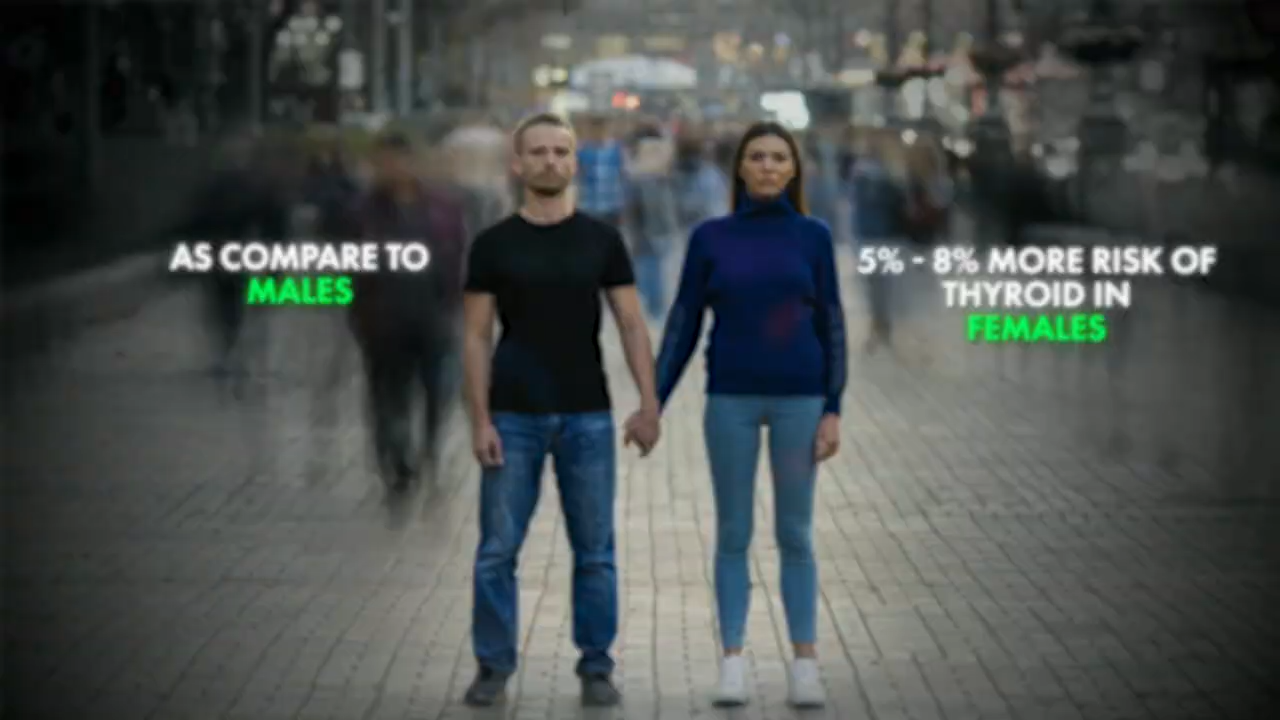 AS COMPARE TO
MALES
5% - 8% MORE RISK OF
THYROID IN
FEMALES